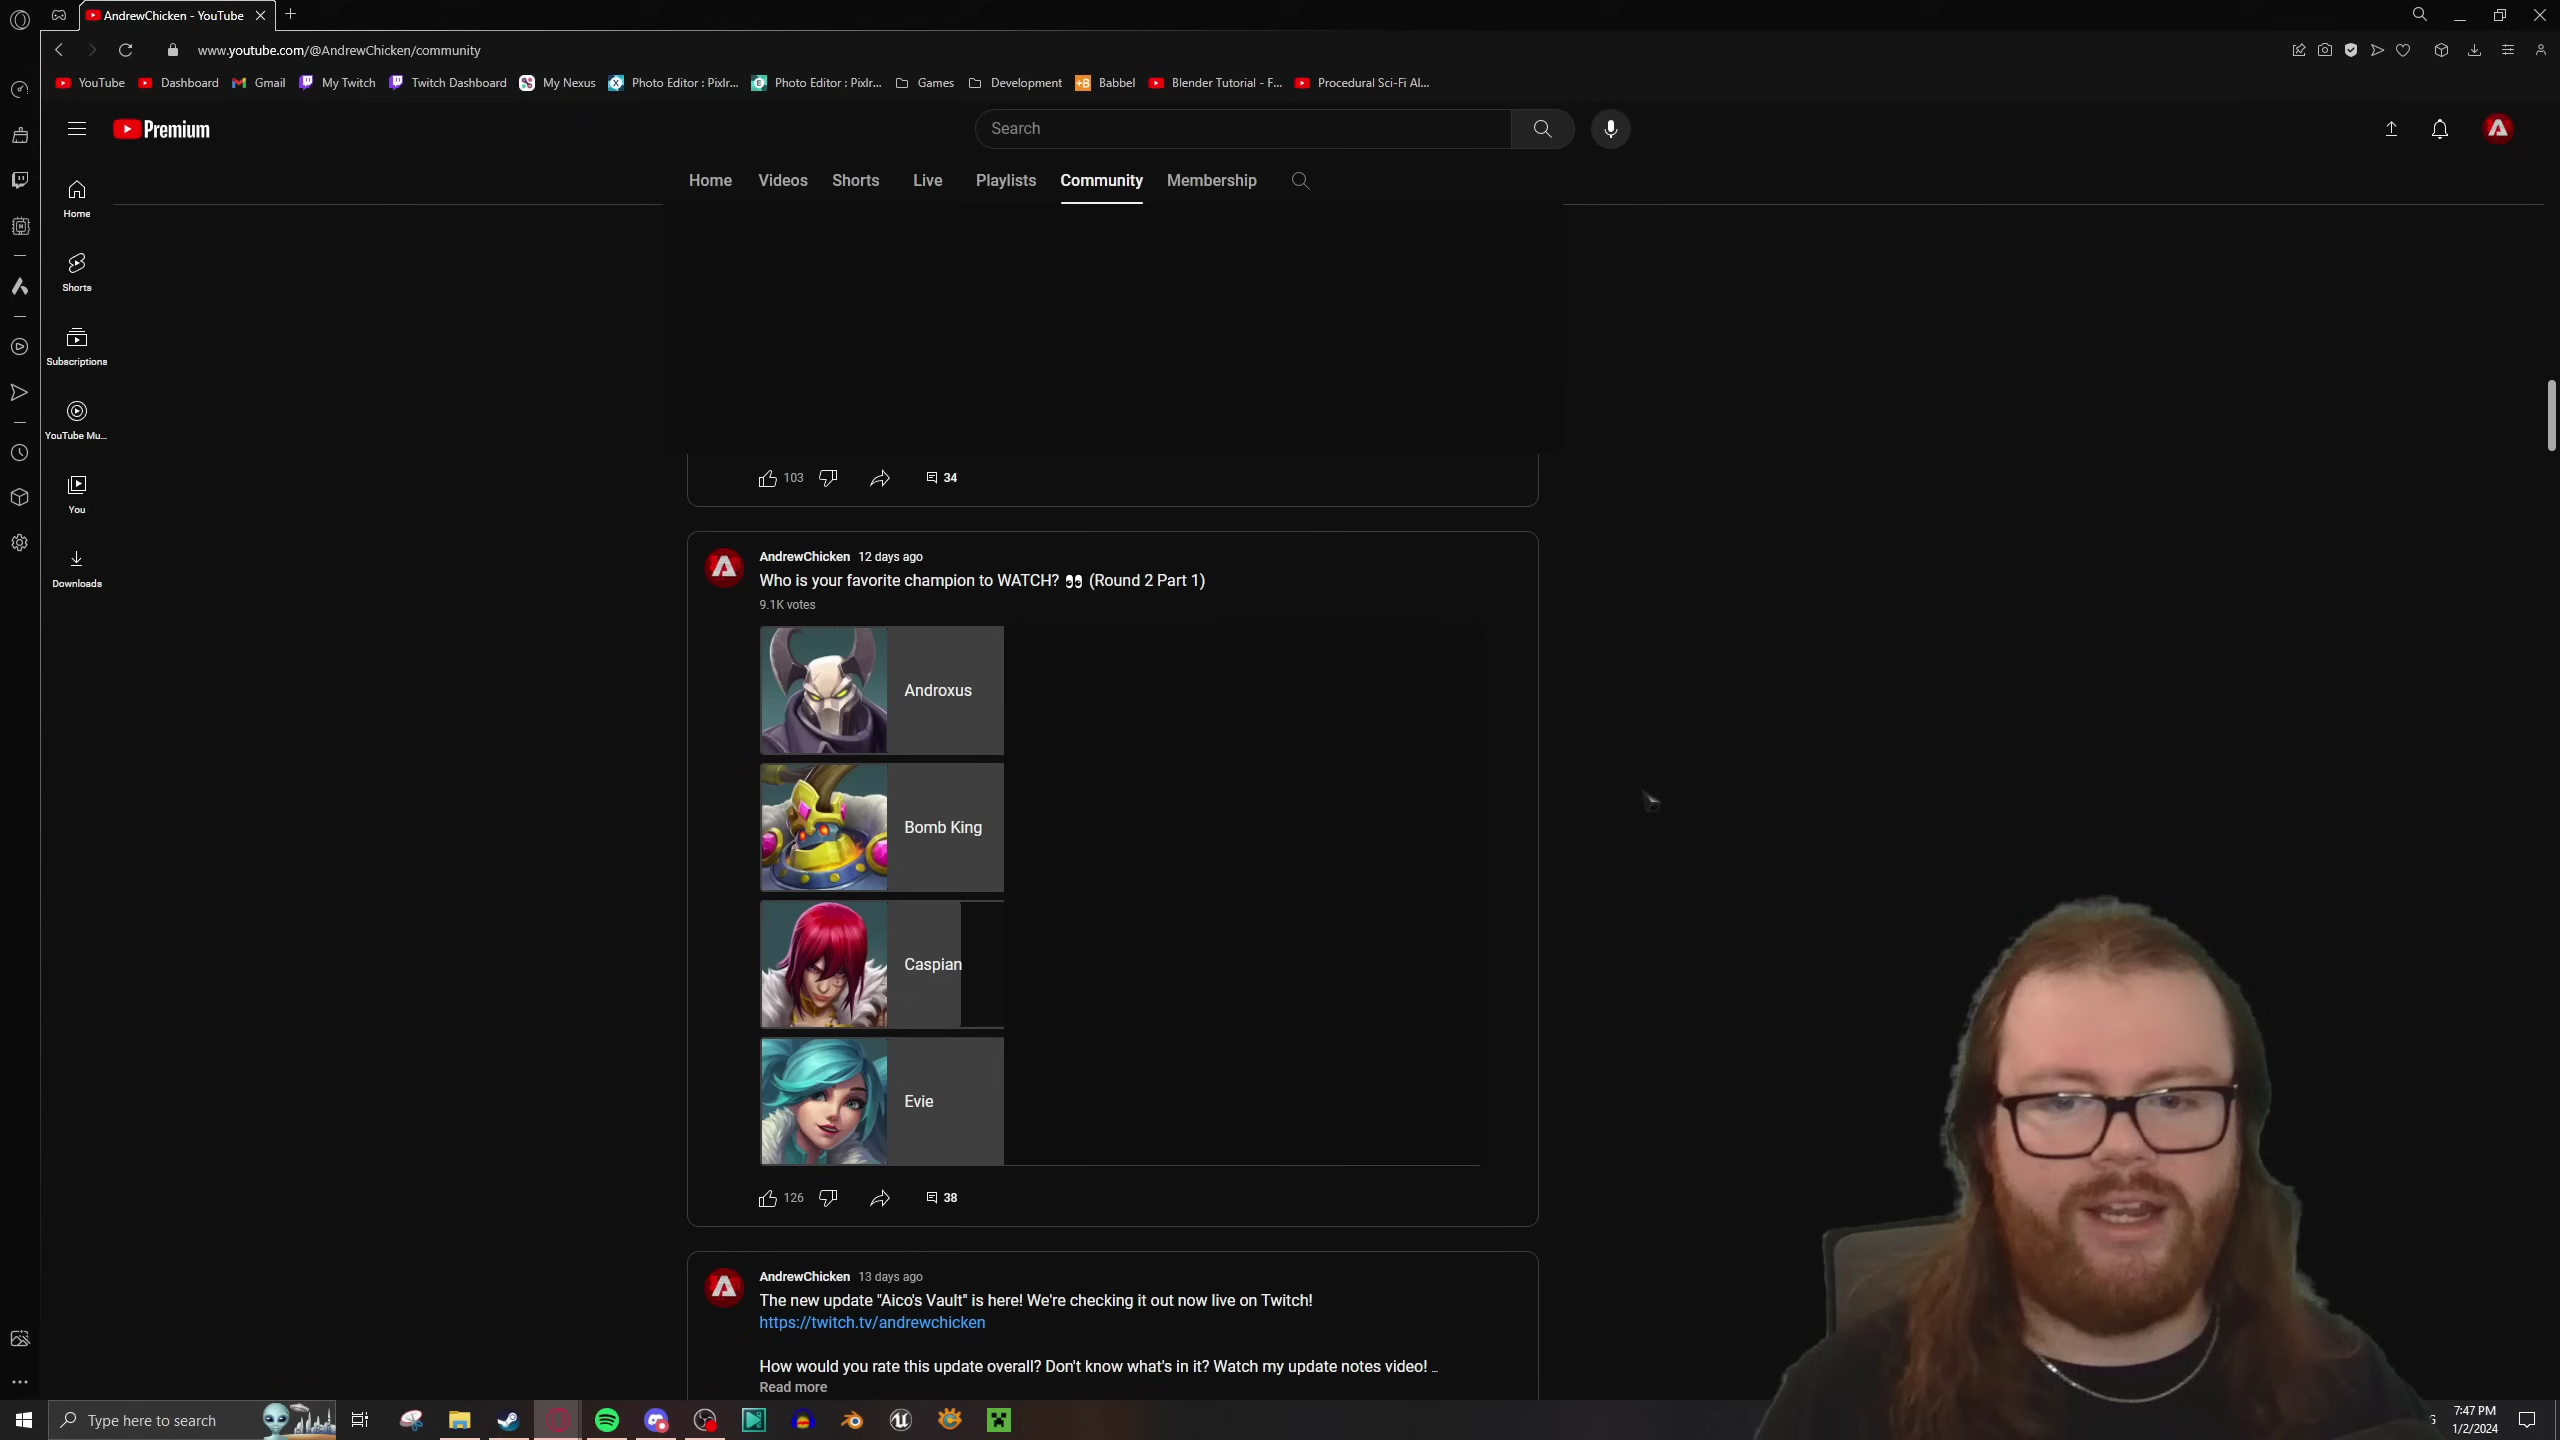 AndrewChicken - YouTube
www.youtube.com/@AndrewChicken/community
YouTube Dashboard Gmail My Twitch Twitch Dashboard My Nexus Photo Editor : Pixlr... Photo Editor : Pixlr... Games Development Babbel Blender Tutorial - F... Procedural Sci-Fi Al...
Premium
Search
Home Videos Shorts Live Playlists Community Membership
Home
Shorts
Subscriptions
YouTube Mu...
You
Downloads
103 34
AndrewChicken 12 days ago
Who is your favorite champion to WATCH? 👀 (Round 2 Part 1)
9.1K votes
Androxus
Bomb King
Caspian
Evie
126 38
AndrewChicken 13 days ago
The new update "Aico's Vault" is here! We're checking it out now live on Twitch!
https://twitch.tv/andrewchicken
How would you rate this update overall? Don't know what's in it? Watch my update notes video! ...
Read more
Type here to search
7:47 PM
1/2/2024